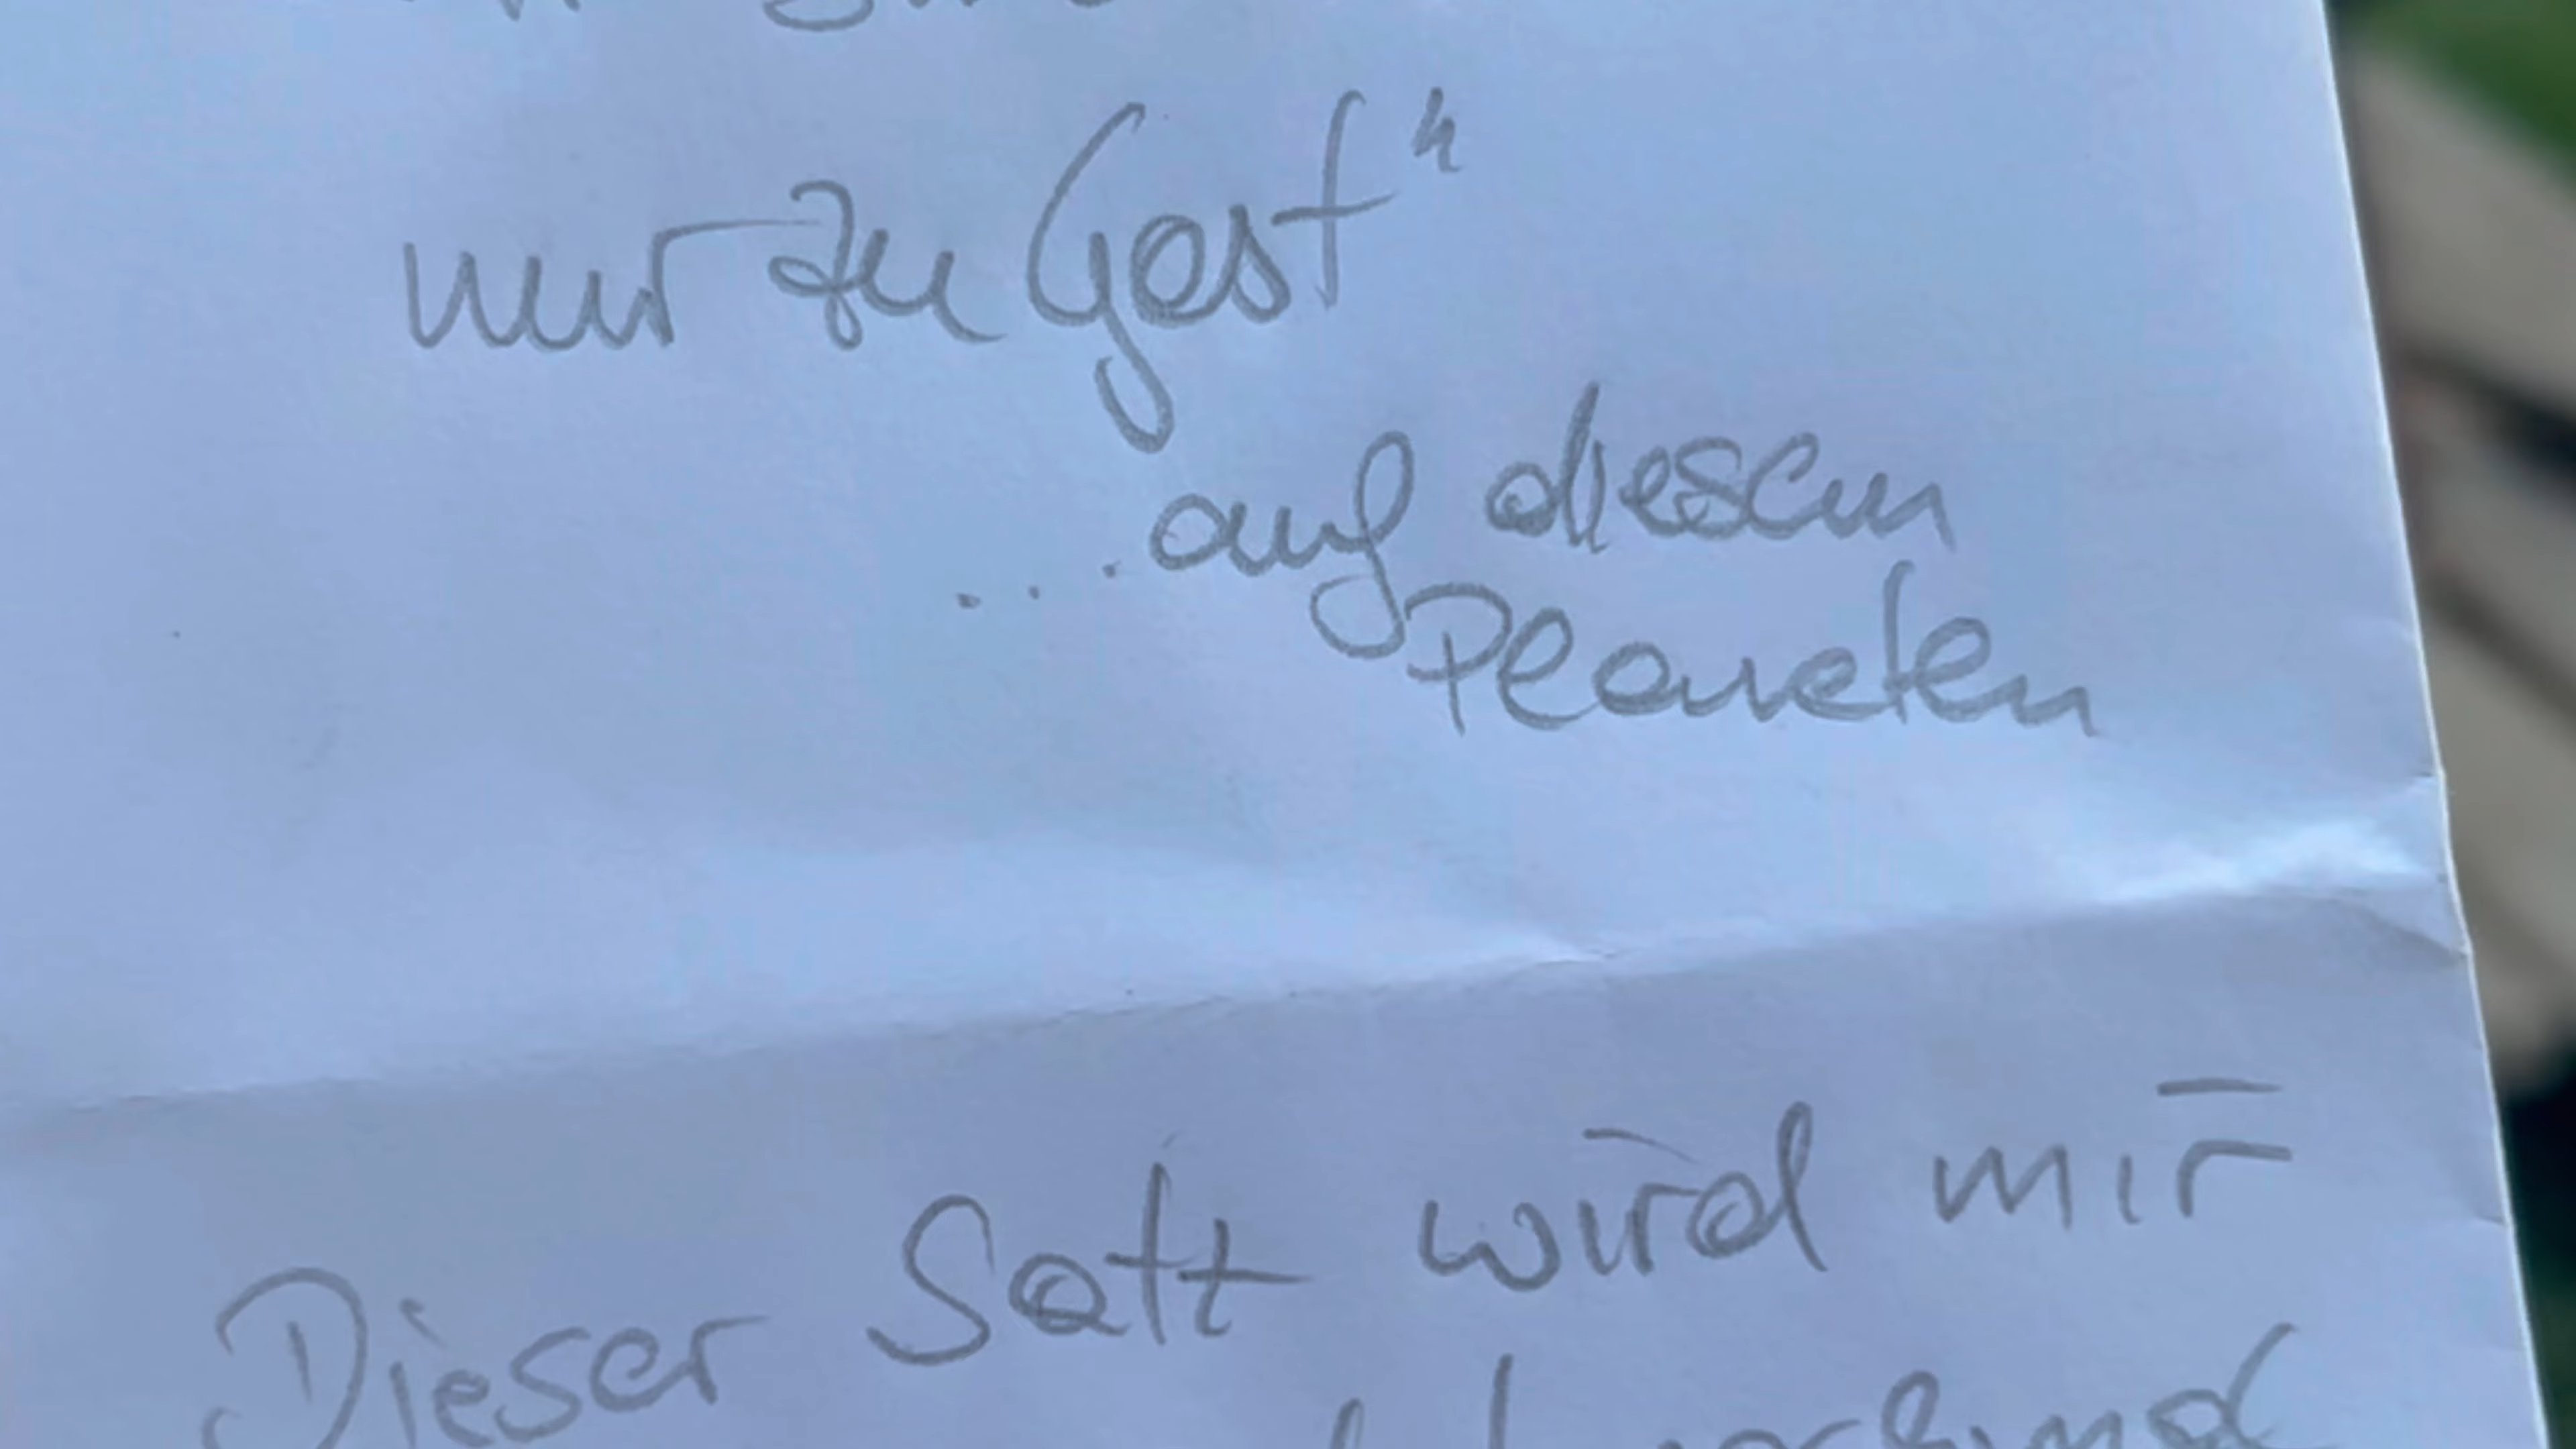 nur zu Gast"
... auf diesem
Planeten
Dieser Satz wird mir